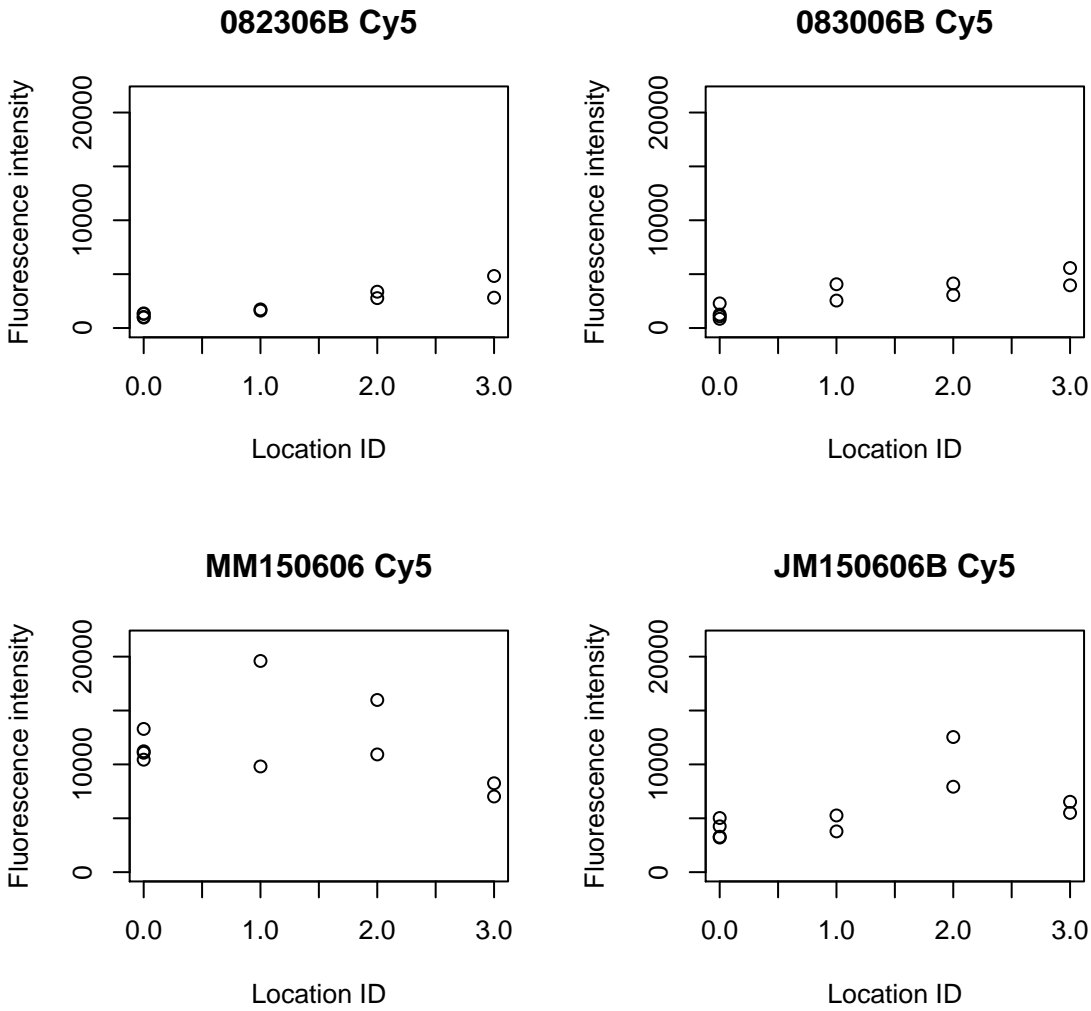 082306B Cy5
Fluorescence intensity
0 10000 20000
0.0 1.0 2.0 3.0
Location ID
083006B Cy5
Fluorescence intensity
0 10000 20000
0.0 1.0 2.0 3.0
Location ID
MM150606 Cy5
Fluorescence intensity
0 10000 20000
0.0 1.0 2.0 3.0
Location ID
JM150606B Cy5
Fluorescence intensity
0 10000 20000
0.0 1.0 2.0 3.0
Location ID